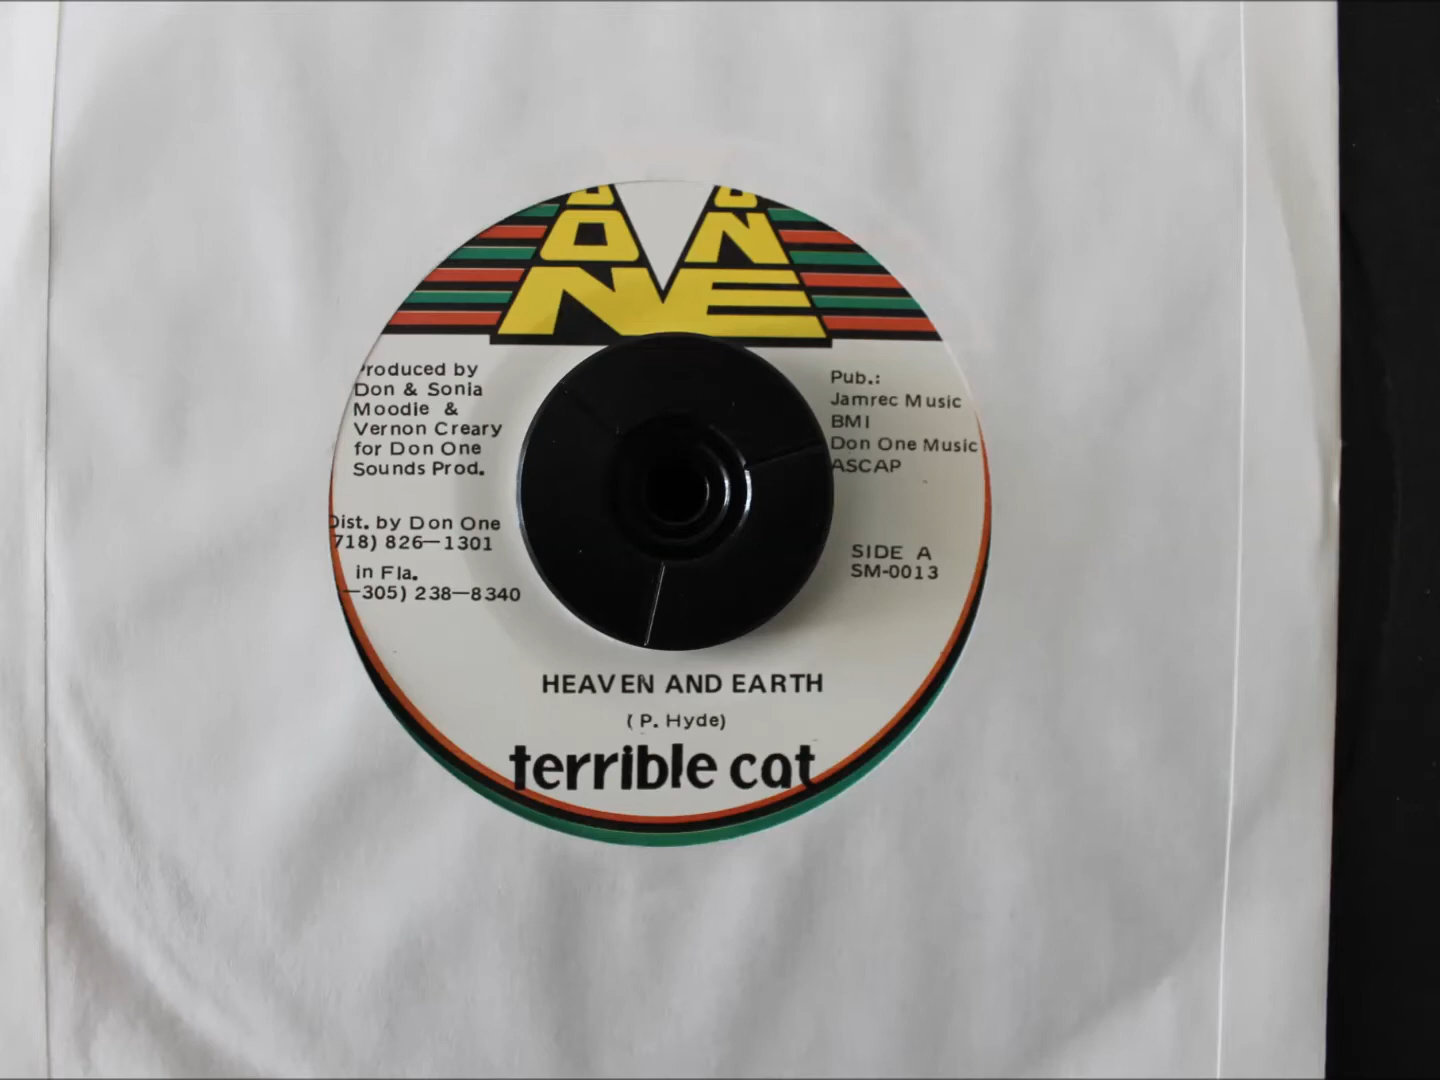 DON ONE
Produced by
Don & Sonia
Moodie &
Vernon Creary
for Don One
Sounds Prod.
Dist. by Don One
718) 826—1301
in Fla.
—305) 238—8340
Pub.:
Jamrec Music
BMI
Don One Music
ASCAP
SIDE A
SM-0013
HEAVEN AND EARTH
( P. Hyde)
terrible cat